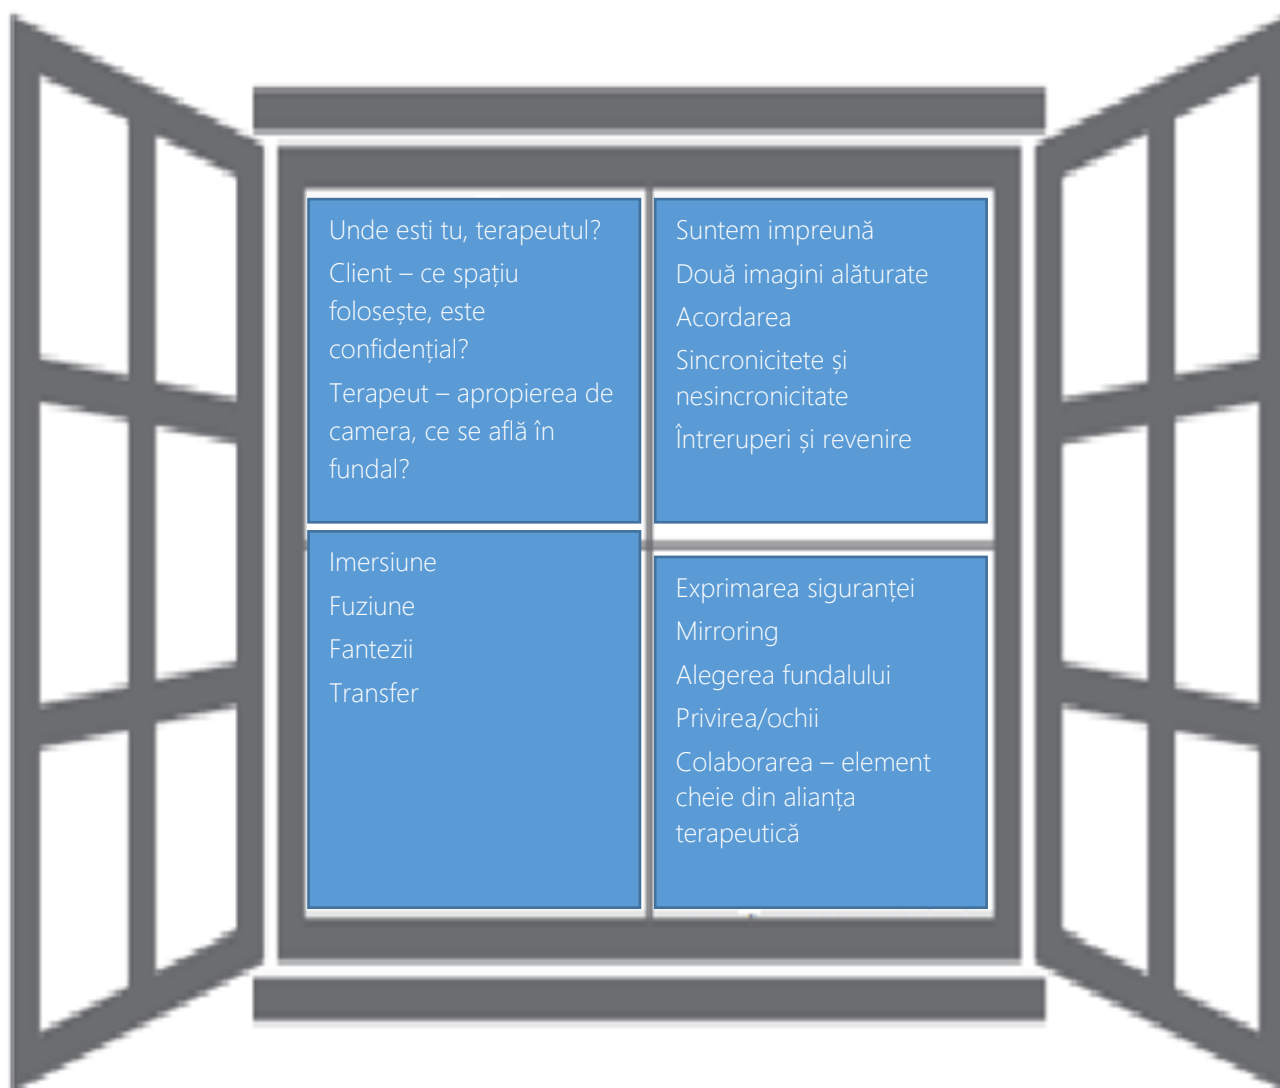 Unde esti tu, terapeutul?
Client – ce spațiu
folosește, este
confidențial?
Terapeut – apropierea de
camera, ce se află în
fundal?
Suntem impreună
Două imagini alăturate
Acordarea
Sincronicitete și
nesincronicitate
Întreruperi și revenire
Imersiune
Fuziune
Fantezii
Transfer
Exprimarea siguranței
Mirroring
Alegerea fundalului
Privirea/ochii
Colaborarea – element
cheie din alianța
terapeutică